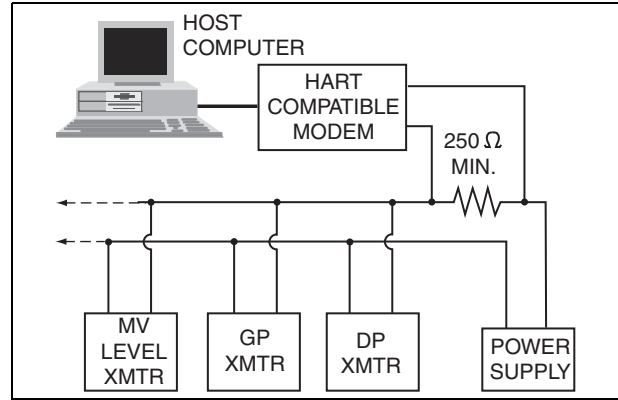 HOST
COMPUTER
HART
COMPATIBLE
MODEM
250 Ω
MIN.
MV
LEVEL
XMTR
GP
XMTR
DP
XMTR
POWER
SUPPLY